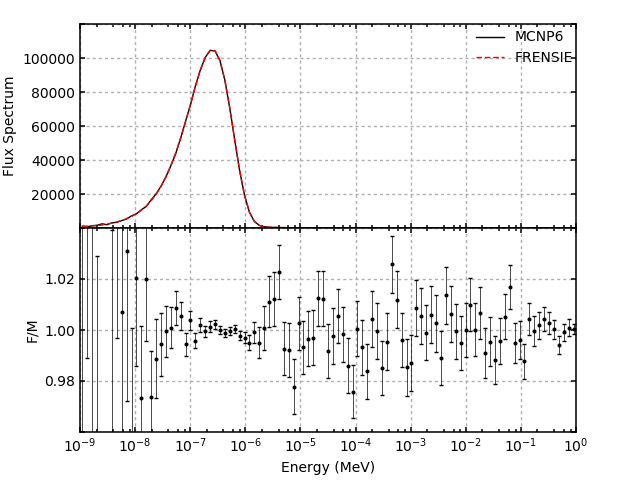 MCNP6
FRENSIE
Flux Spectrum
100000
80000
60000
40000
20000
F/M
1.02
1.00
0.98
10⁻⁹ 10⁻⁸ 10⁻⁷ 10⁻⁶ 10⁻⁵ 10⁻⁴ 10⁻³ 10⁻² 10⁻¹ 10⁰
Energy (MeV)